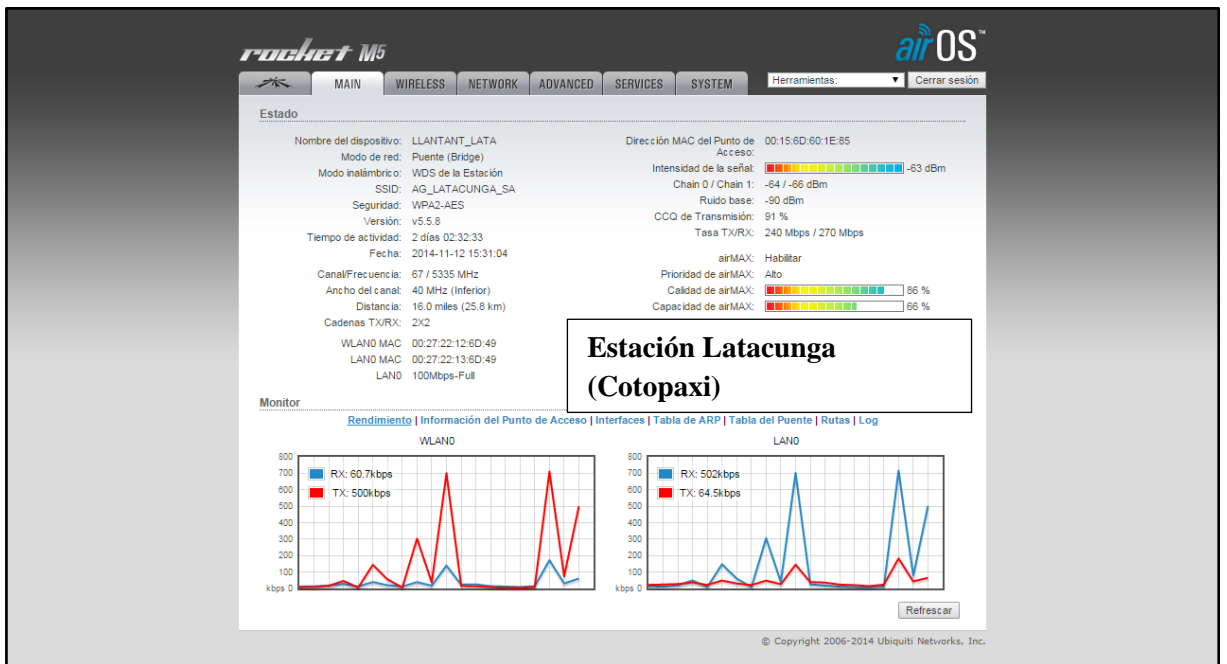 rocket M5
airOS™
MAIN WIRELESS NETWORK ADVANCED SERVICES SYSTEM Herramientas: Cerrar sesión
Estado
Nombre del dispositivo: LLANTANT_LATA
Modo de red: Puente (Bridge)
Modo inalámbrico: WDS de la Estación
SSID: AG_LATACUNGA_SA
Seguridad: WPA2-AES
Versión: v5.5.8
Tiempo de actividad: 2 días 02:32:33
Fecha: 2014-11-12 15:31:04
Canal/Frecuencia: 67 / 5335 MHz
Ancho del canal: 40 MHz (Inferior)
Distancia: 16.0 miles (25.8 km)
Cadenas TX/RX: 2X2
WLAN0 MAC 00:27:22:12:6D:49
LAN0 MAC 00:27:22:13:6D:49
LAN0 100Mbps-Full
Dirección MAC del Punto de
Acceso: 00:15:6D:60:1E:85
Intensidad de la señal: -63 dBm
Chain 0 / Chain 1: -64 / -66 dBm
Ruido base: -90 dBm
CCQ de Transmisión: 91 %
Tasa TX/RX: 240 Mbps / 270 Mbps
airMAX: Habilitar
Prioridad de airMAX: Alto
Calidad de airMAX: 86 %
Capacidad de airMAX: 66 %
Estación Latacunga
(Cotopaxi)
Monitor
Rendimiento | Información del Punto de Acceso | Interfaces | Tabla de ARP | Tabla del Puente | Rutas | Log
WLAN0
800
700
600
500
400
300
200
100
kbps 0
RX: 60.7kbps
TX: 500kbps
LAN0
800
700
600
500
400
300
200
100
kbps 0
RX: 502kbps
TX: 64.5kbps
Refrescar
© Copyright 2006-2014 Ubiquiti Networks, Inc.